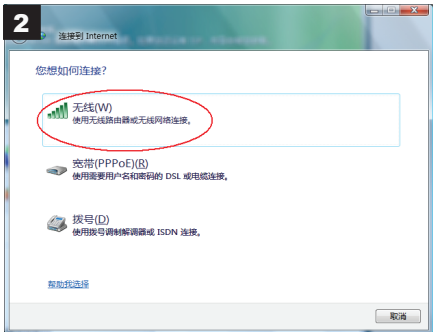 2
连接到 Internet
您想如何连接?
无线(W)
使用无线路由器或无线网络连接。
宽带(PPPoE)(R)
使用需要用户名和密码的 DSL 或电缆连接。
拨号(D)
使用拨号调制解调器或 ISDN 连接。
帮助我选择
取消